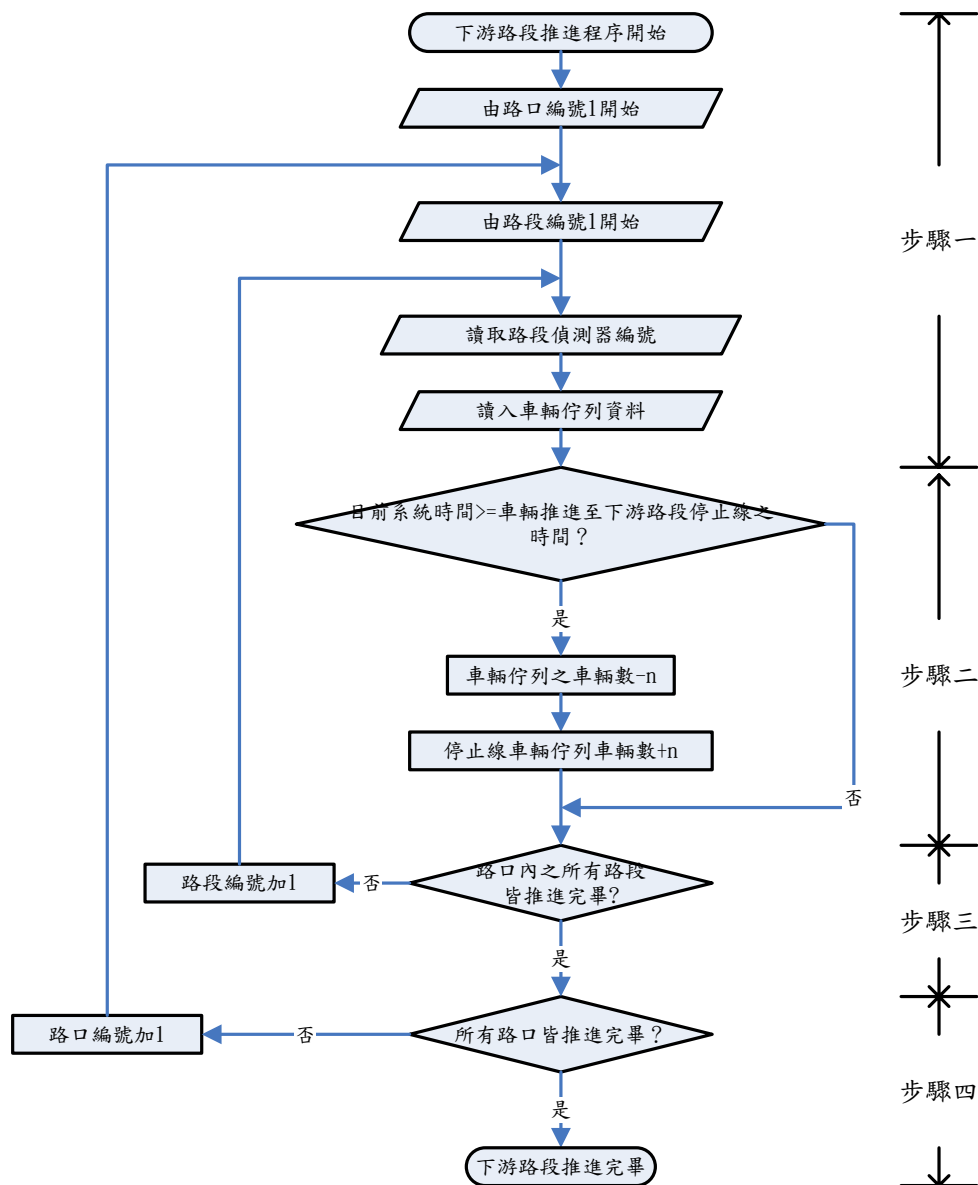 下游路段推進程序開始
由路口編號1開始
由路段編號1開始
步驟一
讀取路段偵測器編號
讀入車輛佇列資料
目前系統時間>=車輛推進至下游路段停止線之
時間？
是
車輛佇列之車輛數-n
步驟二
停止線車輛佇列車輛數+n
否
路口內之所有路段
皆推進完畢?
否
路段編號加1
步驟三
是
所有路口皆推進完畢？
否
路口編號加1
步驟四
是
下游路段推進完畢